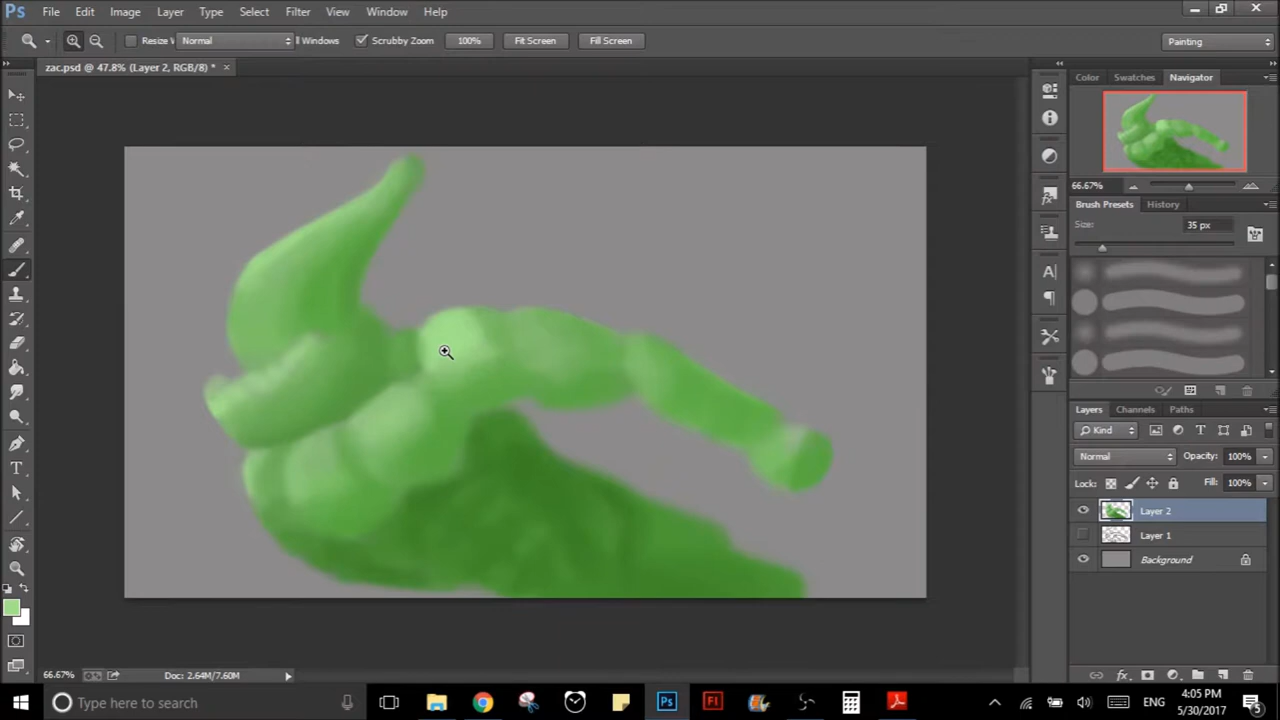 Ps File Edit Image Layer Type Select Filter View Window Help
Resize W Normal Windows Scrubby Zoom 100% Fit Screen Fill Screen Painting
zac.psd @ 47.8% (Layer 2, RGB/8) * ×
Color Swatches Navigator
66.67%
Brush Presets History
Size: 35 px
Layers Channels Paths
Kind
Normal Opacity: 100%
Lock: Fill: 100%
Layer 2
Layer 1
Background
66.67% Doc: 2.64M/7.60M
Type here to search Ps Fl ENG 4:05 PM
5/30/2017 5